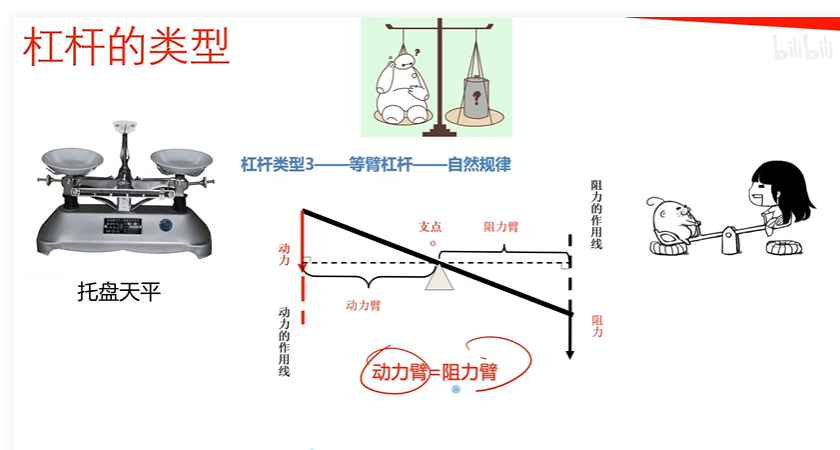 杠杆的类型
bilibili
?
?
杠杆类型3——等臂杠杆——自然规律
阻力的作用线
支点
O
阻力臂
动力
托盘天平
动力臂
动力的作用线
阻力
动力臂=阻力臂